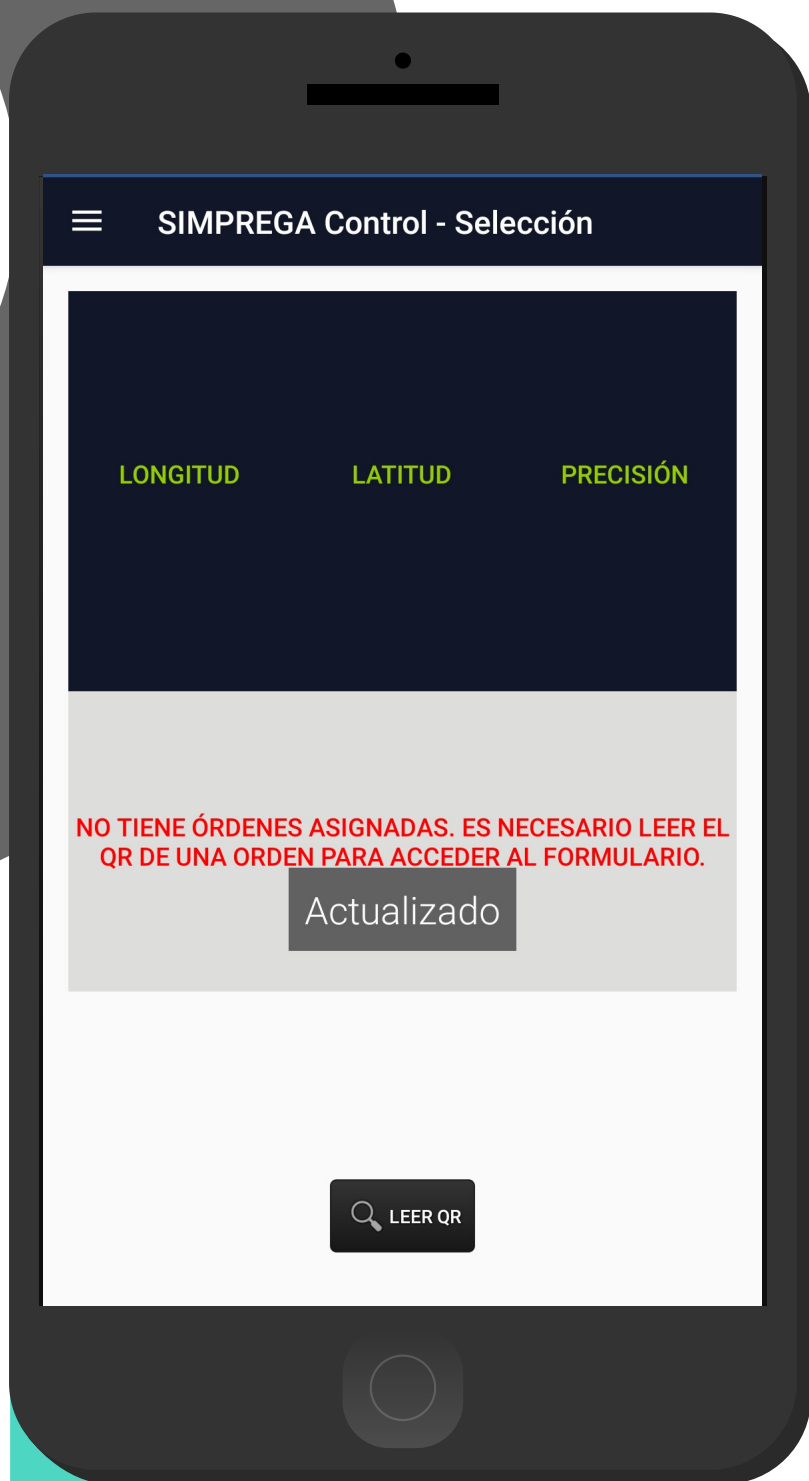 SIMPREGA Control - Selección
LONGITUD LATITUD PRECISIÓN
NO TIENE ÓRDENES ASIGNADAS. ES NECESARIO LEER EL
QR DE UNA ORDEN PARA ACCEDER AL FORMULARIO.
Actualizado
LEER QR